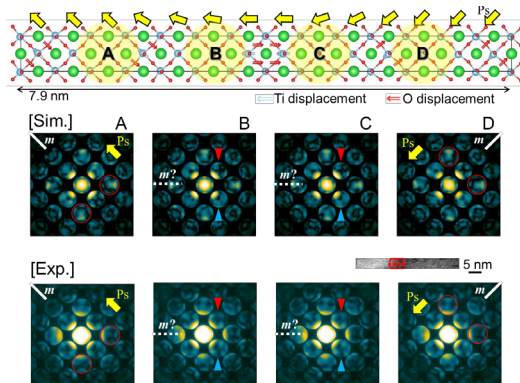 Ps
A B C D
7.9 nm
Ti displacement O displacement
[Sim.] A B C D
m Ps m? m? Ps m
[Exp.] 5 nm
m Ps m? m? Ps m